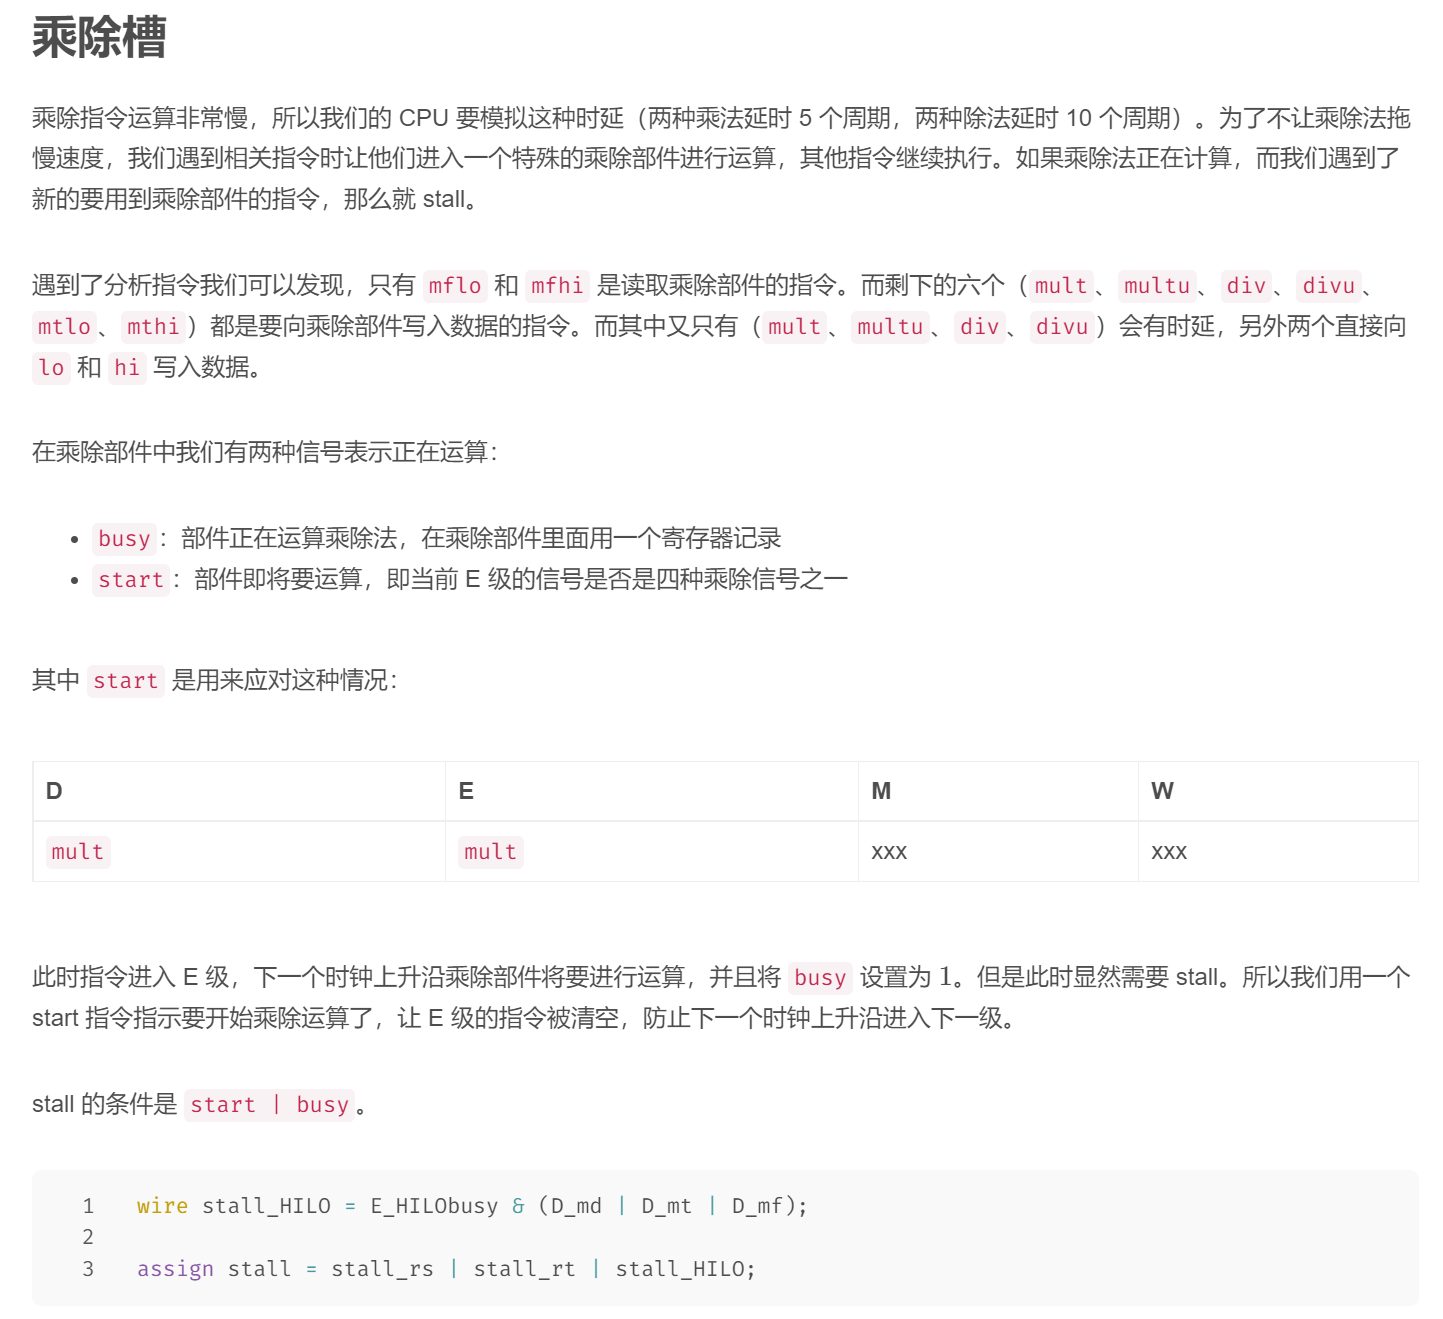 乘除槽
乘除指令运算非常慢，所以我们的 CPU 要模拟这种时延（两种乘法延时 5 个周期，两种除法延时 10 个周期）。为了不让乘除法拖
慢速度，我们遇到相关指令时让他们进入一个特殊的乘除部件进行运算，其他指令继续执行。如果乘除法正在计算，而我们遇到了
新的要用到乘除部件的指令，那么就 stall。
遇到了分析指令我们可以发现，只有 mflo 和 mfhi 是读取乘除部件的指令。而剩下的六个（mult、multu、div、divu、
mtlo、mthi）都是要向乘除部件写入数据的指令。而其中又只有（mult、multu、div、divu）会有时延，另外两个直接向
lo 和 hi 写入数据。
在乘除部件中我们有两种信号表示正在运算：
• busy：部件正在运算乘除法，在乘除部件里面用一个寄存器记录
• start：部件即将要运算，即当前 E 级的信号是否是四种乘除信号之一
其中 start 是用来应对这种情况：
D E M W
mult mult xxx xxx
此时指令进入 E 级，下一个时钟上升沿乘除部件将要进行运算，并且将 busy 设置为 1。但是此时显然需要 stall。所以我们用一个
start 指令指示要开始乘除运算了，让 E 级的指令被清空，防止下一个时钟上升沿进入下一级。
stall 的条件是 start | busy。
1 wire stall_HILO = E_HILObusy & (D_md | D_mt | D_mf);
2
3 assign stall = stall_rs | stall_rt | stall_HILO;